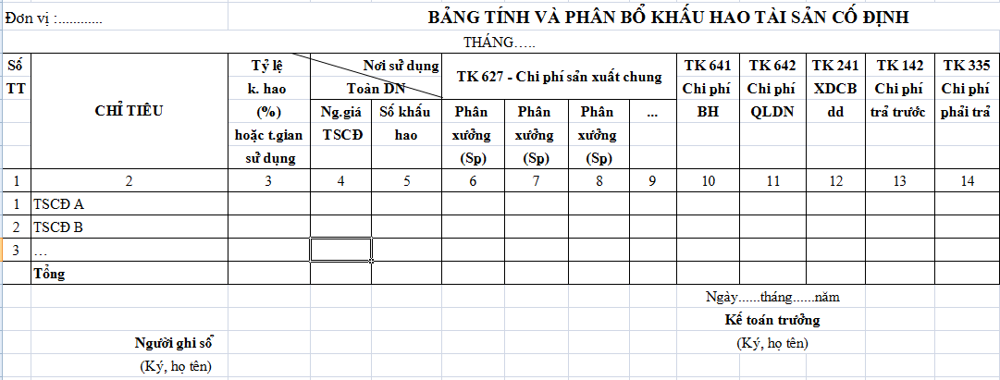 Đơn vị :............ BẢNG TÍNH VÀ PHÂN BỔ KHẤU HAO TÀI SẢN CỐ ĐỊNH
THÁNG…..
Số TT
CHỈ TIÊU
Tỷ lệ k. hao (%) hoặc t.gian sử dụng
Nơi sử dụng
Toàn DN
Ng.giá TSCĐ
Số khấu hao
TK 627 - Chi phí sản xuất chung
Phân xưởng (Sp)
Phân xưởng (Sp)
Phân xưởng (Sp)
...
TK 641 Chi phí BH
TK 642 Chi phí QLDN
TK 241 XDCB dd
TK 142 Chi phí trả trước
TK 335 Chi phí phải trả
1 2 3 4 5 6 7 8 9 10 11 12 13 14
1 TSCĐ A
2 TSCĐ B
3 …
Tổng
Ngày......tháng......năm
Kế toán trưởng
Người ghi sổ (Ký, họ tên)
(Ký, họ tên)